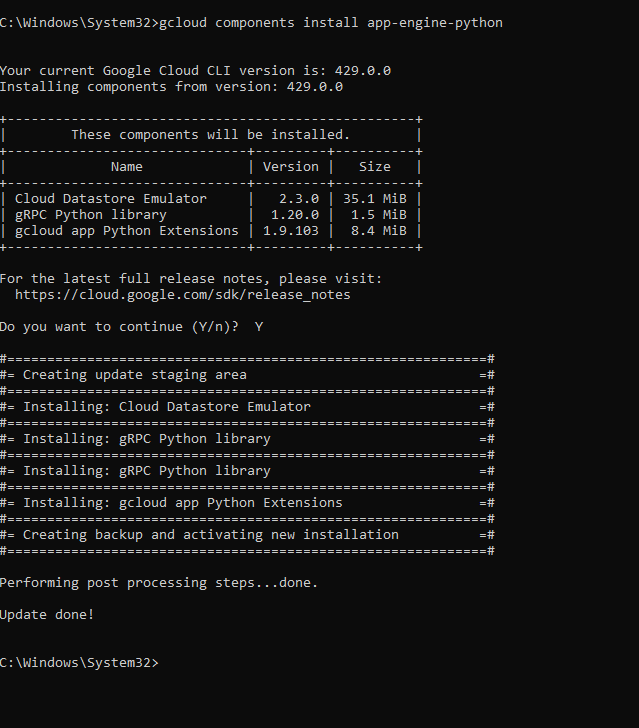 C:\Windows\System32>gcloud components install app-engine-python
Your current Google Cloud CLI version is: 429.0.0
Installing components from version: 429.0.0
+---------------------------------------------------+
| These components will be installed. |
+------------------------------+---------+----------+
| Name | Version | Size |
+------------------------------+---------+----------+
| Cloud Datastore Emulator | 2.3.0 | 35.1 MiB |
| gRPC Python library | 1.20.0 | 1.5 MiB |
| gcloud app Python Extensions | 1.9.103 | 8.4 MiB |
+------------------------------+---------+----------+
For the latest full release notes, please visit:
https://cloud.google.com/sdk/release_notes
Do you want to continue (Y/n)? Y
#============================================================#
#= Creating update staging area =#
#============================================================#
#= Installing: Cloud Datastore Emulator =#
#============================================================#
#= Installing: gRPC Python library =#
#============================================================#
#= Installing: gRPC Python library =#
#============================================================#
#= Installing: gcloud app Python Extensions =#
#============================================================#
#= Creating backup and activating new installation =#
#============================================================#
Performing post processing steps...done.
Update done!
C:\Windows\System32>